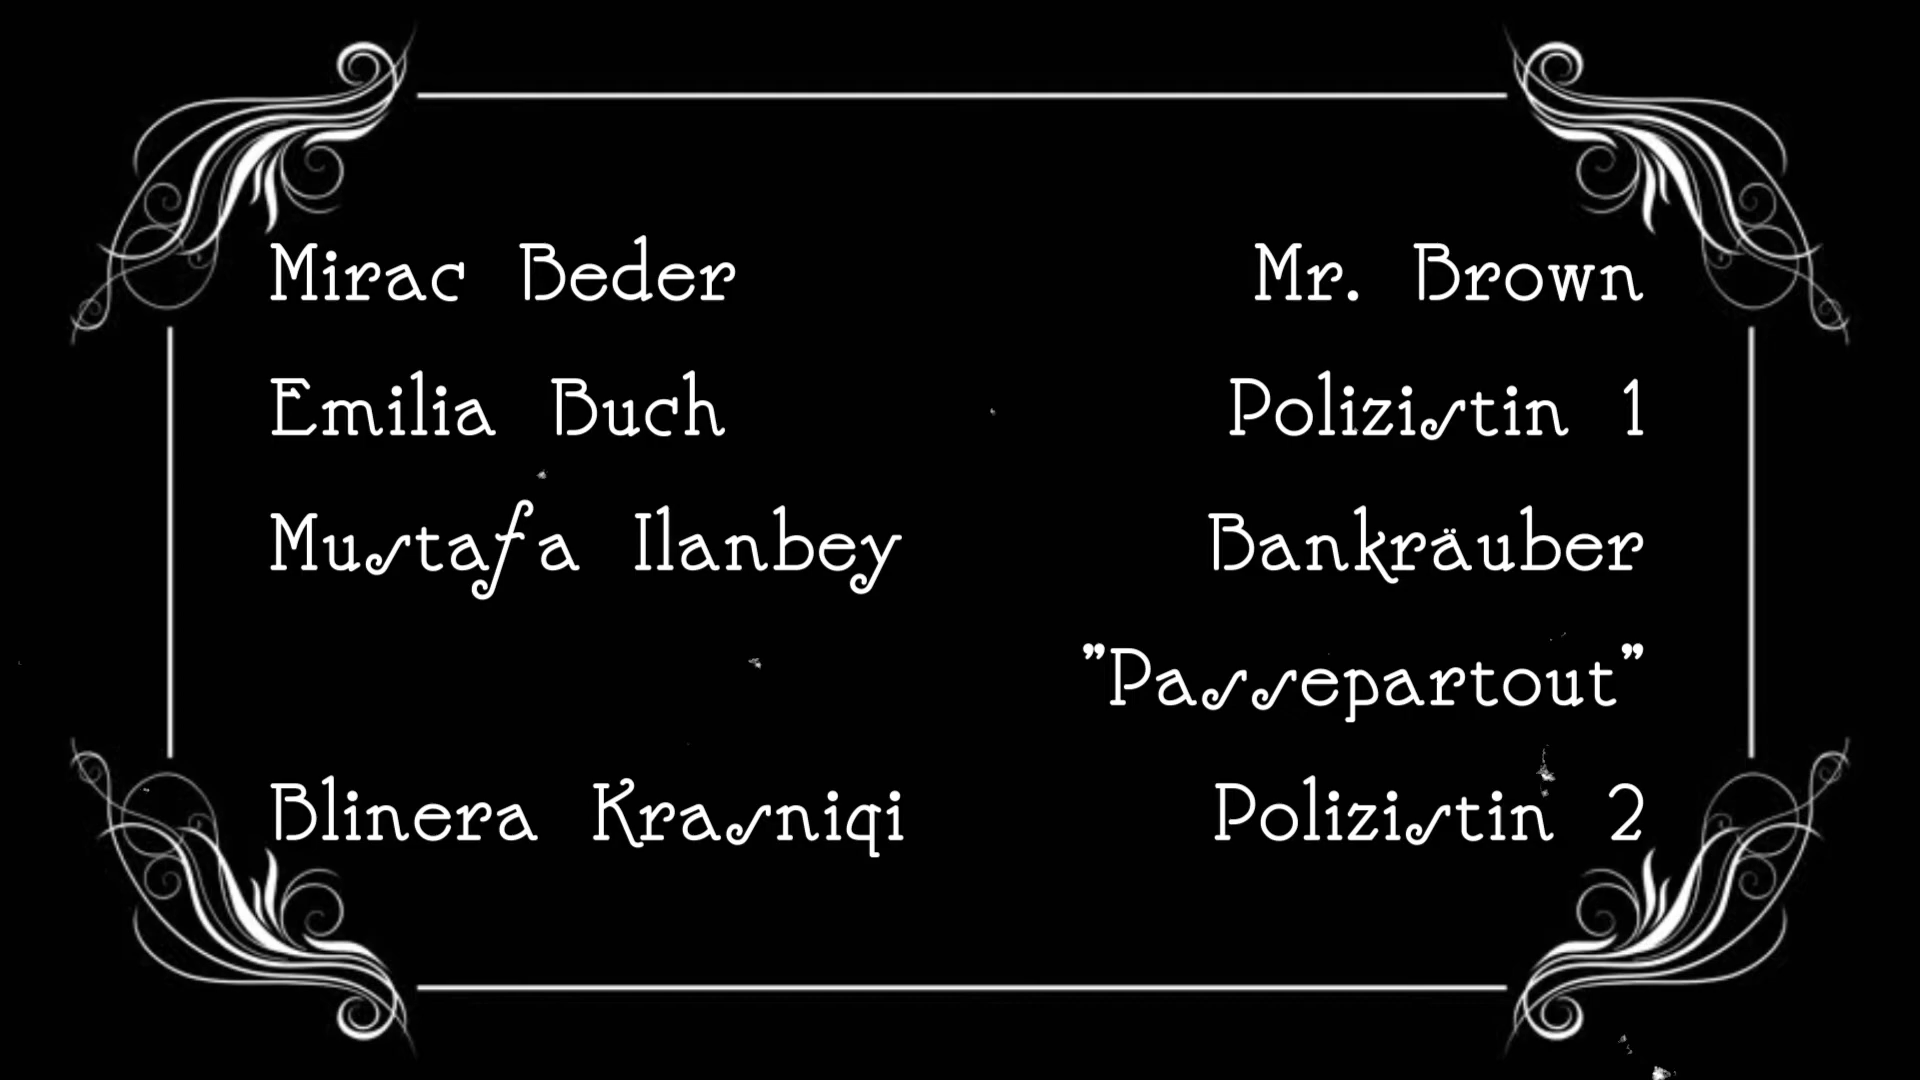 Mirac Beder Mr. Brown
Emilia Buch Polizistin 1
Mustafa Ilanbey Bankräuber
"Passepartout"
Blinera Krasniqi Polizistin 2